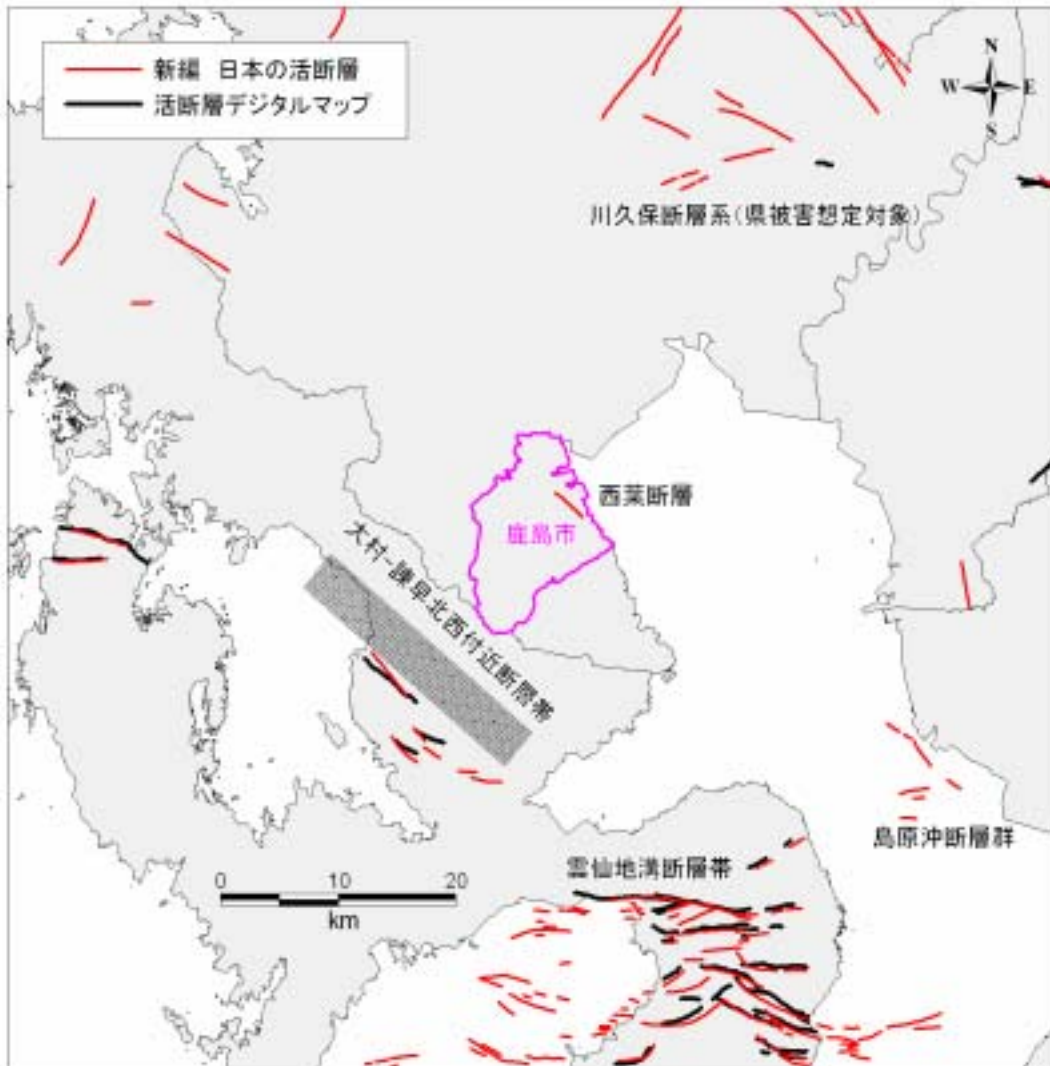 新編 日本の活断層
活断層デジタルマップ
N
W E
S
川久保断層系(県被害想定対象)
西葉断層
鹿島市
大村-諫早北西付近断層帯
島原沖断層群
雲仙地溝断層帯
0 10 20
km